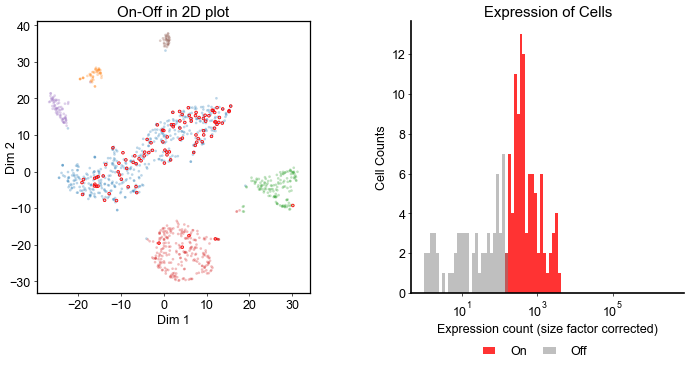 On-Off in 2D plot
40
30
20
10
0
−10
−20
−30
Dim 2
−20 −10 0 10 20 30
Dim 1
Expression of Cells
12
10
8
6
4
2
0
Cell Counts
10^1 10^3 10^5
Expression count (size factor corrected)
On Off